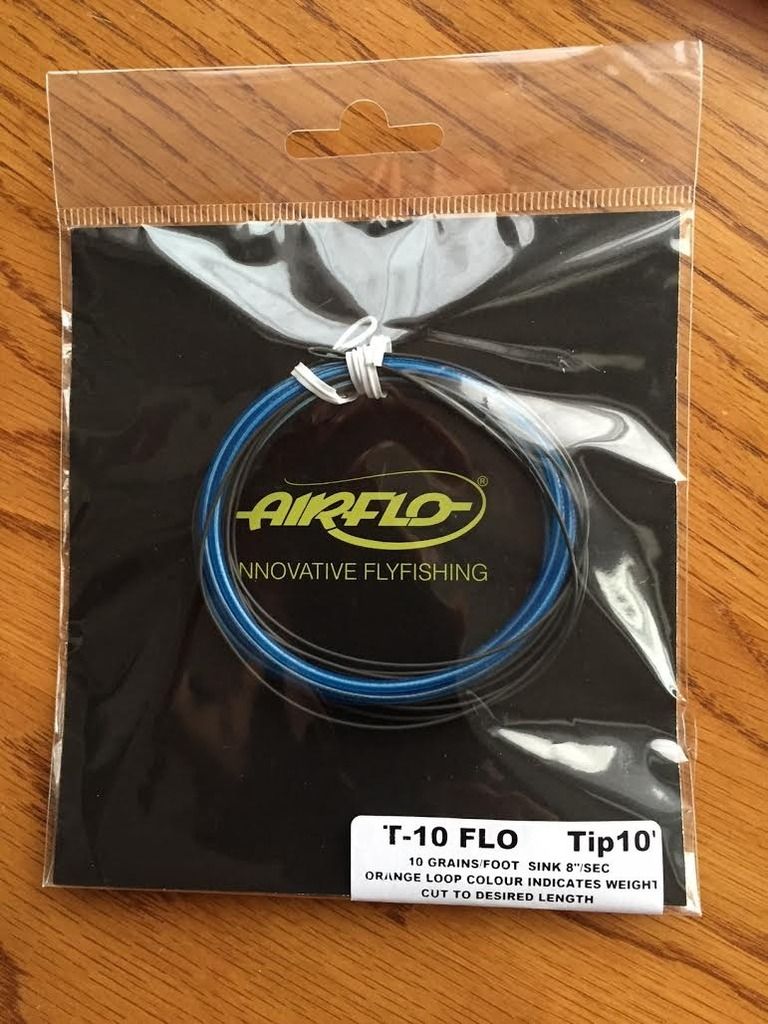 AIRFLO®
NNOVATIVE FLYFISHING
T-10 FLO Tip10'
10 GRAINS/FOOT SINK 8"/SEC
ORANGE LOOP COLOUR INDICATES WEIGHT
CUT TO DESIRED LENGTH